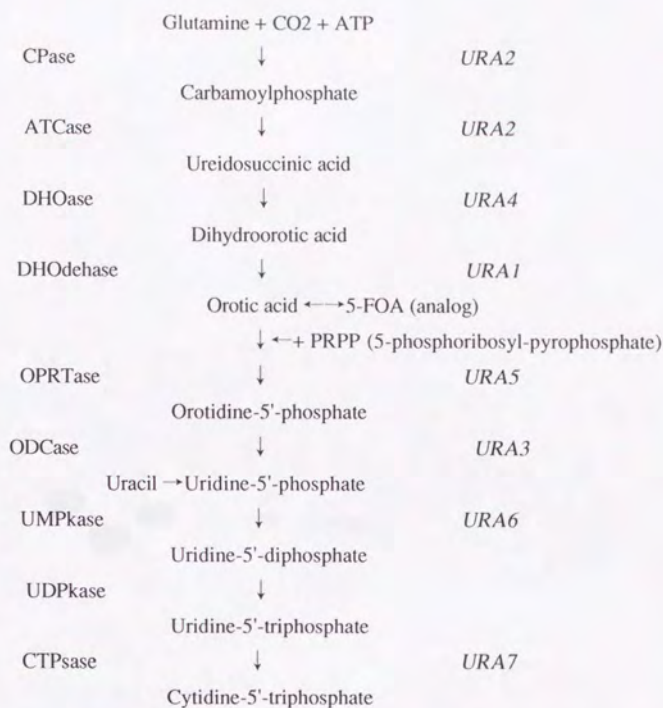 Glutamine + CO2 + ATP
CPase ↓ URA2
Carbamoylphosphate
ATCase ↓ URA2
Ureidosuccinic acid
DHOase ↓ URA4
Dihydroorotic acid
DHOdehase ↓ URA1
Orotic acid ←→5-FOA (analog)
↓ ←+ PRPP (5-phosphoribosyl-pyrophosphate)
OPRTase ↓ URA5
Orotidine-5'-phosphate
ODCase ↓ URA3
Uracil →Uridine-5'-phosphate
UMPkase ↓ URA6
Uridine-5'-diphosphate
UDPkase ↓
Uridine-5'-triphosphate
CTPsase ↓ URA7
Cytidine-5'-triphosphate